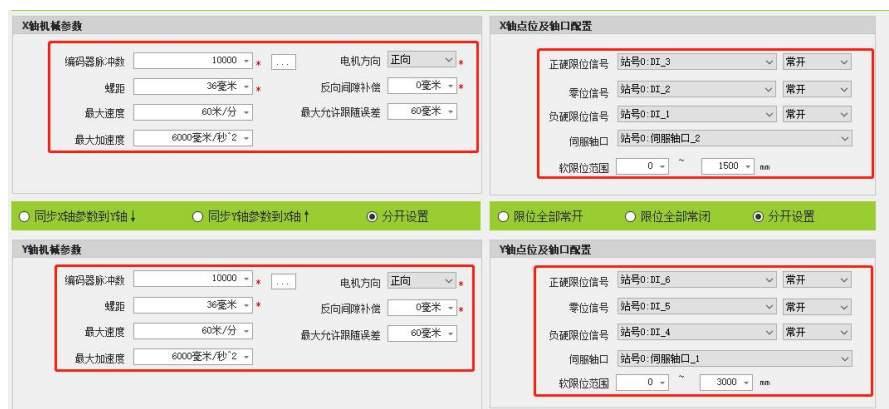 X轴机械参数
编码器脉冲数 10000 * ... 电机方向 正向 *
螺距 36毫米 * 反向间隙补偿 0毫米 *
最大速度 60米/分 最大允许跟随误差 60毫米
最大加速度 6000毫米/秒^2
X轴点位及轴口配置
正硬限位信号 站号0:DI_3 常开
零位信号 站号0:DI_2 常开
负硬限位信号 站号0:DI_1 常开
伺服轴口 站号0:伺服轴口_2
软限位范围 0 ~ 1500 mm
同步X轴参数到Y轴↓ 同步Y轴参数到X轴↑ 分开设置
限位全部常开 限位全部常闭 分开设置
Y轴机械参数
编码器脉冲数 10000 * ... 电机方向 正向 *
螺距 36毫米 * 反向间隙补偿 0毫米 *
最大速度 60米/分 最大允许跟随误差 60毫米
最大加速度 6000毫米/秒^2
Y轴点位及轴口配置
正硬限位信号 站号0:DI_6 常开
零位信号 站号0:DI_5 常开
负硬限位信号 站号0:DI_4 常开
伺服轴口 站号0:伺服轴口_1
软限位范围 0 ~ 3000 mm